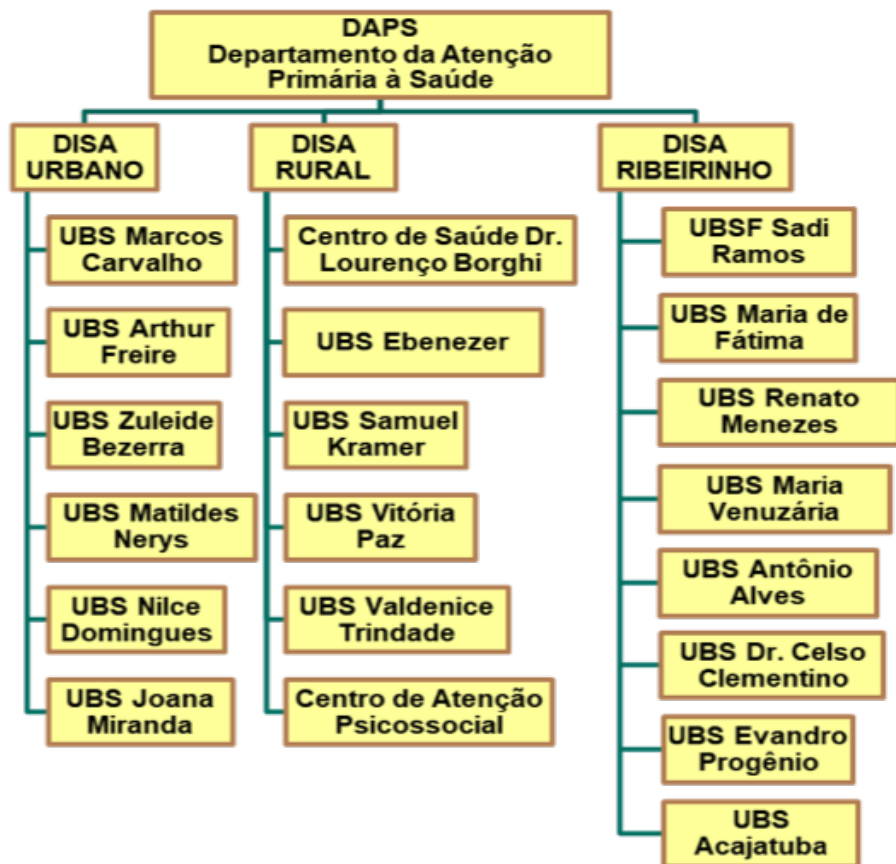 DAPS
Departamento da Atenção
Primária à Saúde
DISA
URBANO
UBS Marcos
Carvalho
UBS Arthur
Freire
UBS Zuleide
Bezerra
UBS Matildes
Nerys
UBS Nilce
Domingues
UBS Joana
Miranda
DISA
RURAL
Centro de Saúde Dr.
Lourenço Borghi
UBS Ebenezer
UBS Samuel
Kramer
UBS Vitória
Paz
UBS Valdenice
Trindade
Centro de Atenção
Psicossocial
DISA
RIBEIRINHO
UBSF Sadi
Ramos
UBS Maria de
Fátima
UBS Renato
Menezes
UBS Maria
Venuzária
UBS Antônio
Alves
UBS Dr. Celso
Clementino
UBS Evandro
Progênio
UBS
Acajatuba